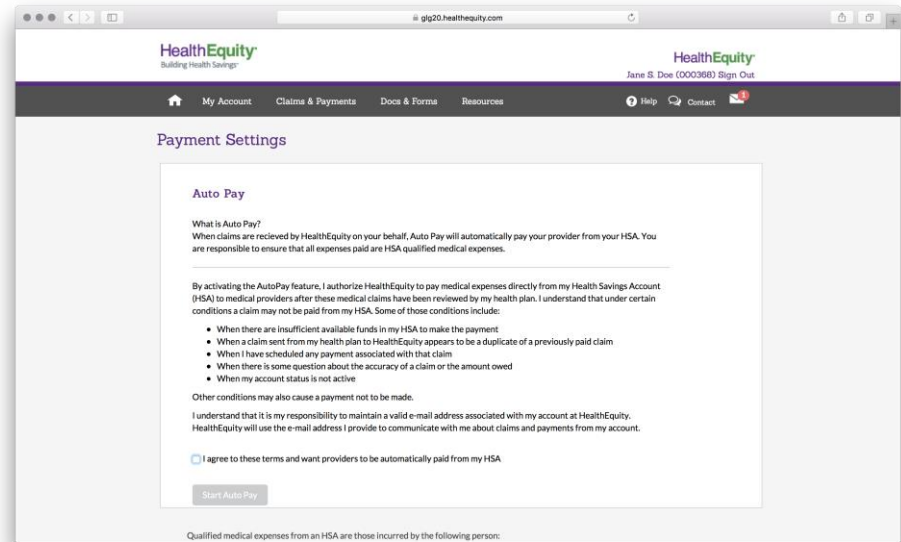 glg20.healthequity.com
HealthEquity
Building Health Savings
HealthEquity
Jane S. Doe (000368) Sign Out
My Account Claims & Payments Docs & Forms Resources Help Contact 1
Payment Settings
Auto Pay
What is Auto Pay?
When claims are recieved by HealthEquity on your behalf, Auto Pay will automatically pay your provider from your HSA. You
are responsible to ensure that all expenses paid are HSA qualified medical expenses.
By activating the AutoPay feature, I authorize HealthEquity to pay medical expenses directly from my Health Savings Account
(HSA) to medical providers after these medical claims have been reviewed by my health plan. I understand that under certain
conditions a claim may not be paid from my HSA. Some of those conditions include:
• When there are insufficient available funds in my HSA to make the payment
• When a claim sent from my health plan to HealthEquity appears to be a duplicate of a previously paid claim
• When I have scheduled any payment associated with that claim
• When there is some question about the accuracy of a claim or the amount owed
• When my account status is not active
Other conditions may also cause a payment not to be made.
I understand that it is my responsibility to maintain a valid e-mail address associated with my account at HealthEquity.
HealthEquity will use the e-mail address I provide to communicate with me about claims and payments from my account.
I agree to these terms and want providers to be automatically paid from my HSA
Start Auto Pay
Qualified medical expenses from an HSA are those incurred by the following person: